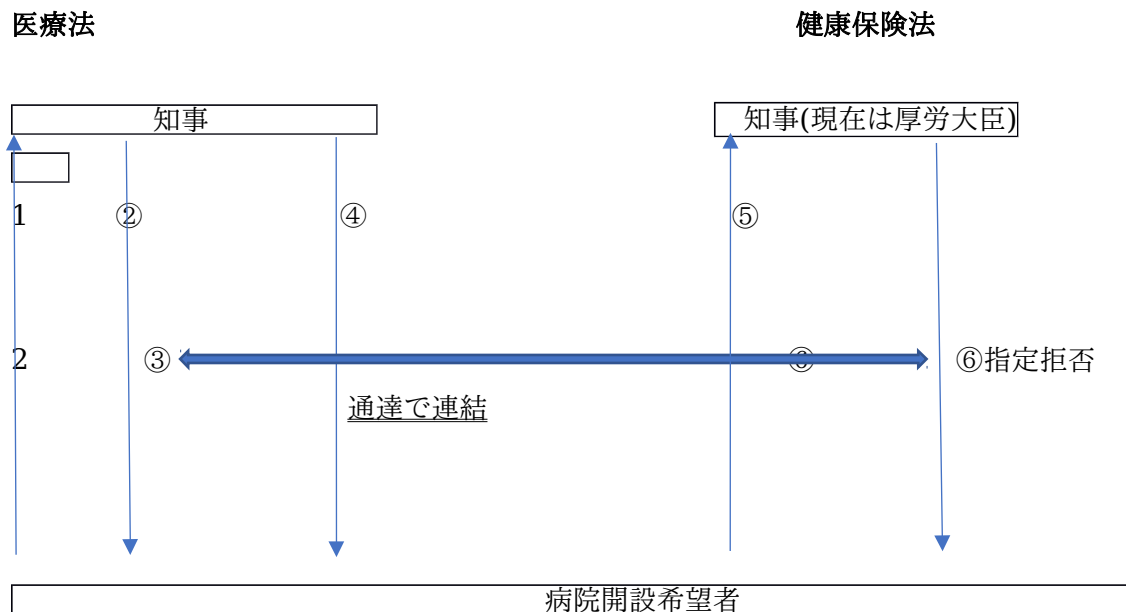 医療法 健康保険法
知事 知事(現在は厚労大臣)
1 ② ④ ⑤
2 ③ ⑥ ⑥指定拒否
通達で連結
病院開設希望者